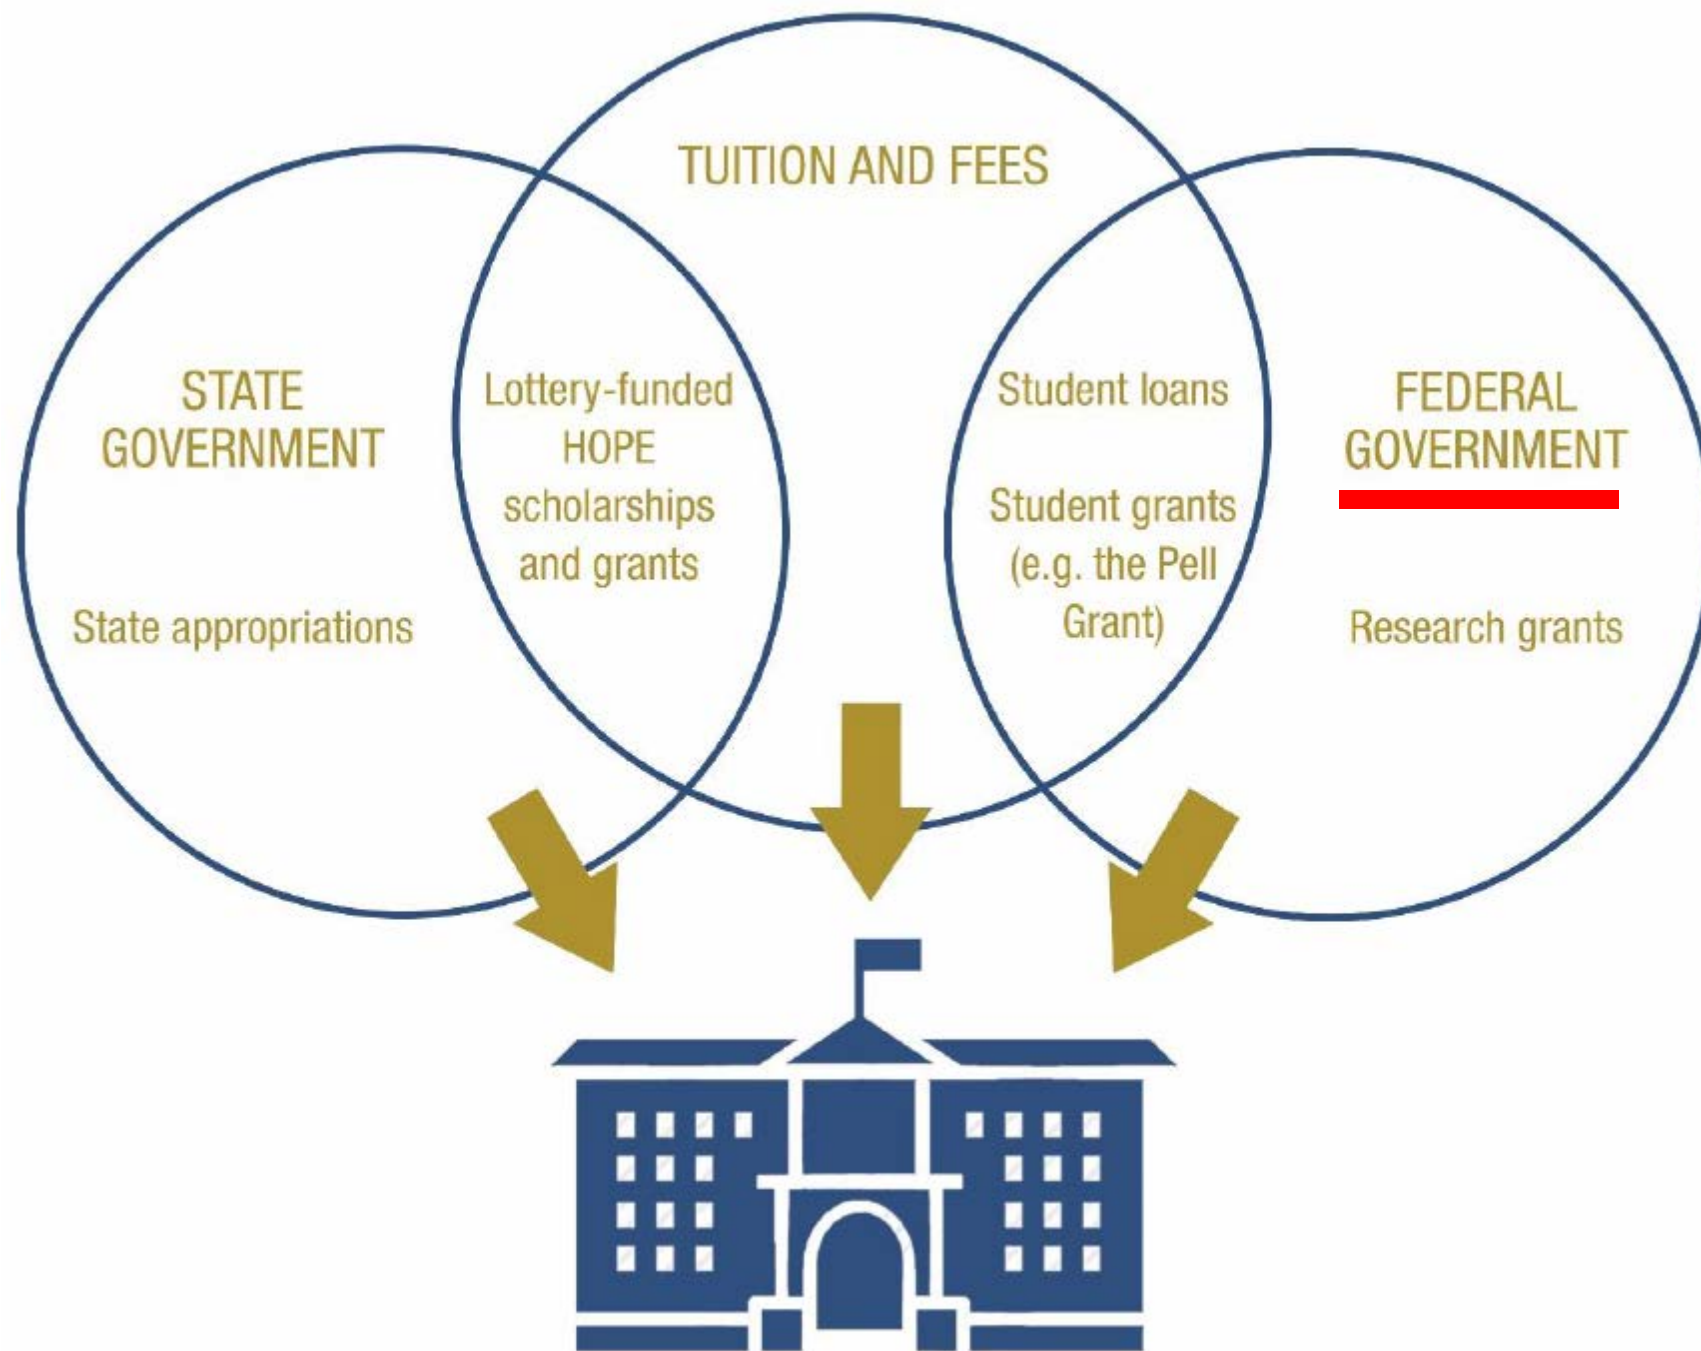 TUITION AND FEES
STATE
GOVERNMENT
State appropriations
Lottery-funded
HOPE
scholarships
and grants
Student loans
Student grants
(e.g. the Pell
Grant)
FEDERAL
GOVERNMENT
Research grants